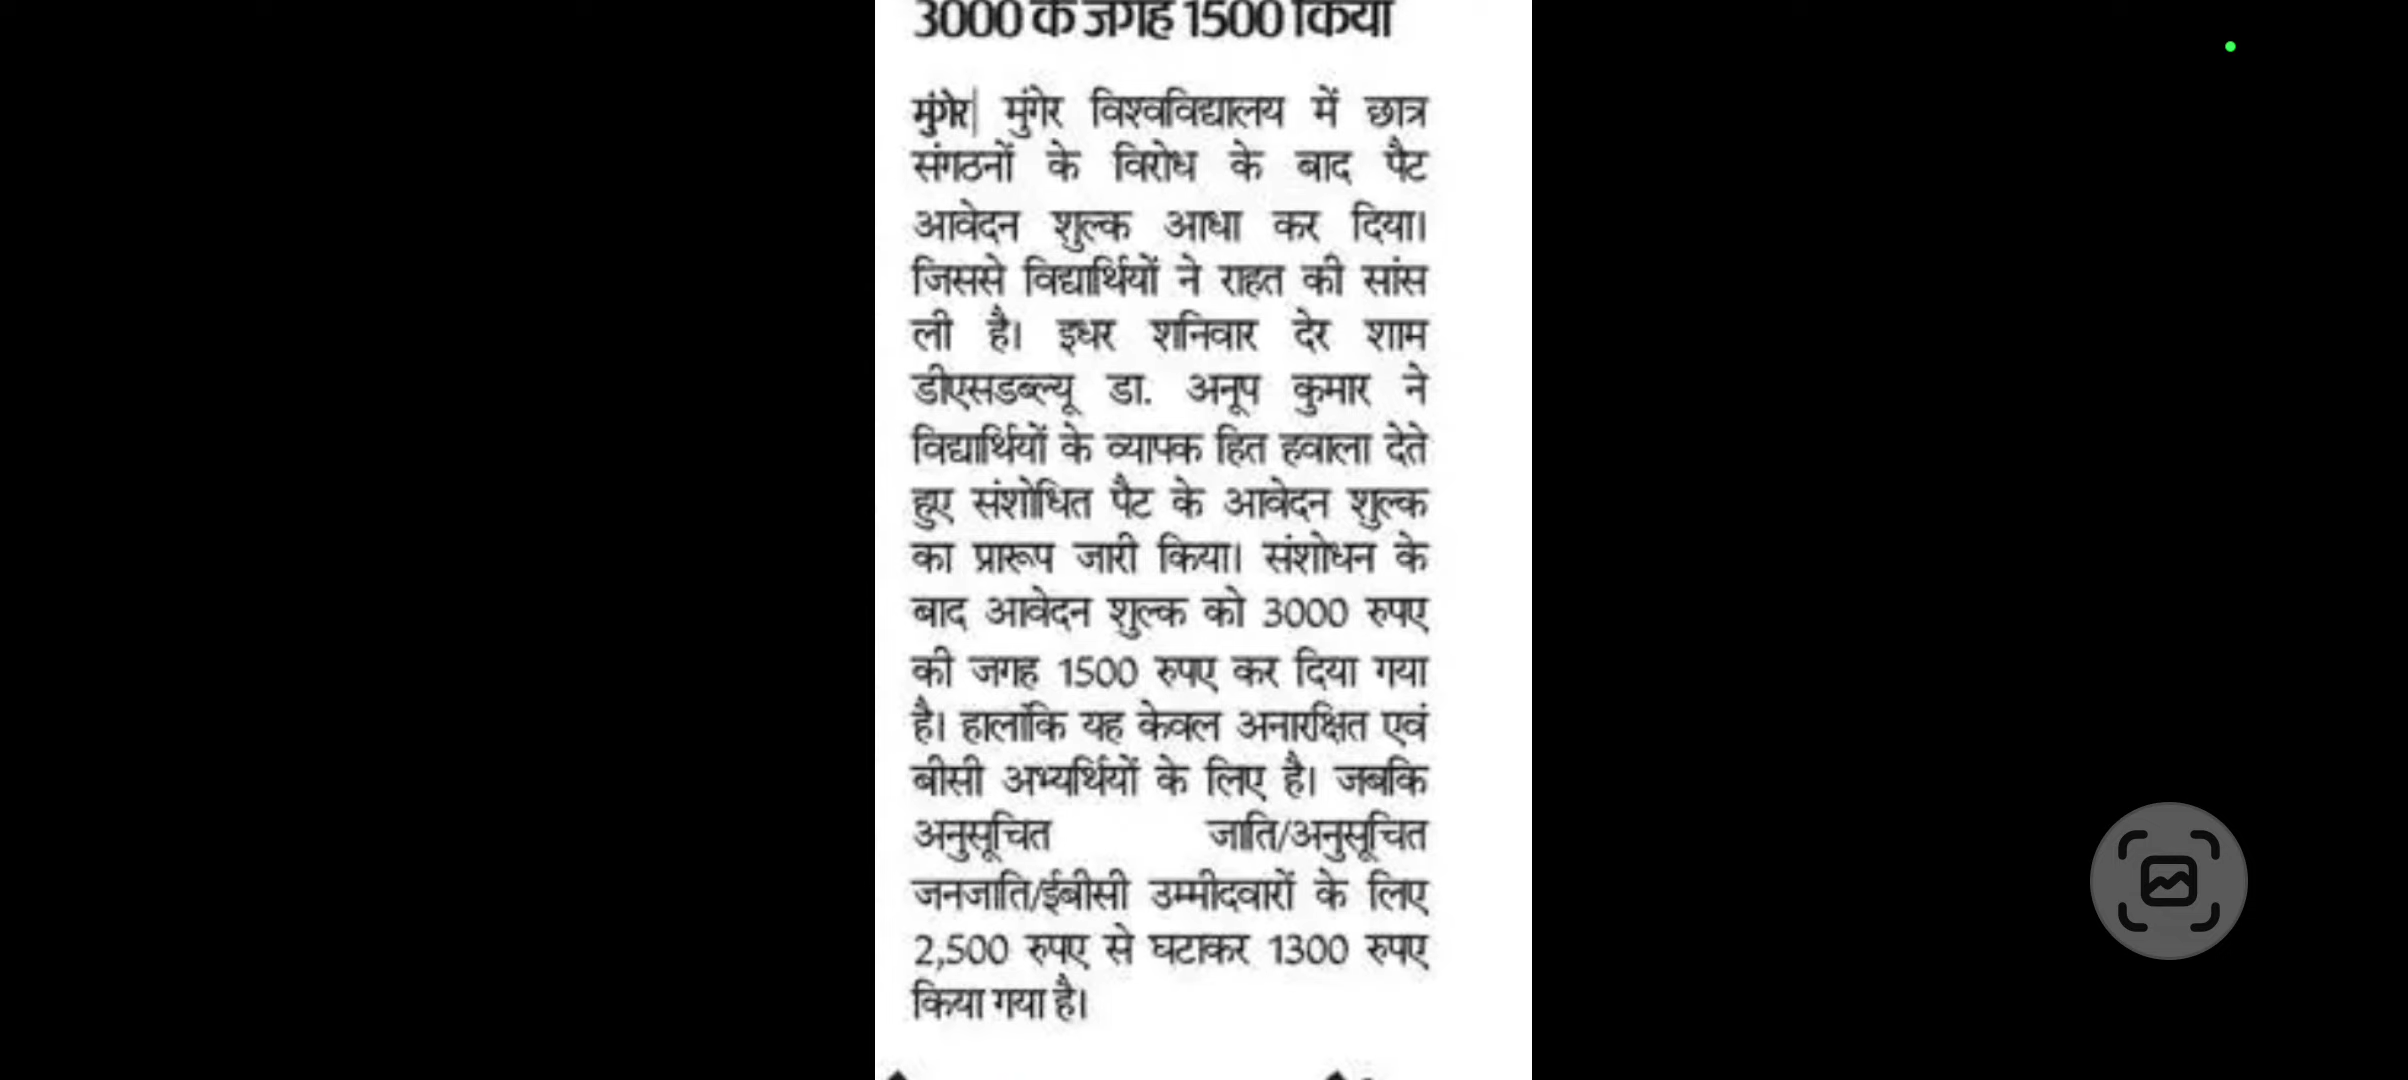 3000 के जगह 1500 किया
मुंगेर| मुंगेर विश्वविद्यालय में छात्र
संगठनों के विरोध के बाद पैट
आवेदन शुल्क आधा कर दिया।
जिससे विद्यार्थियों ने राहत की सांस
ली है। इधर शनिवार देर शाम
डीएसडब्ल्यू डा. अनूप कुमार ने
विद्यार्थियों के व्यापक हित हवाला देते
हुए संशोधित पैट के आवेदन शुल्क
का प्रारूप जारी किया। संशोधन के
बाद आवेदन शुल्क को 3000 रुपए
की जगह 1500 रुपए कर दिया गया
है। हालांकि यह केवल अनारक्षित एवं
बीसी अभ्यर्थियों के लिए है। जबकि
अनुसूचित जाति/अनुसूचित
जनजाति/ईबीसी उम्मीदवारों के लिए
2,500 रुपए से घटाकर 1300 रुपए
किया गया है।